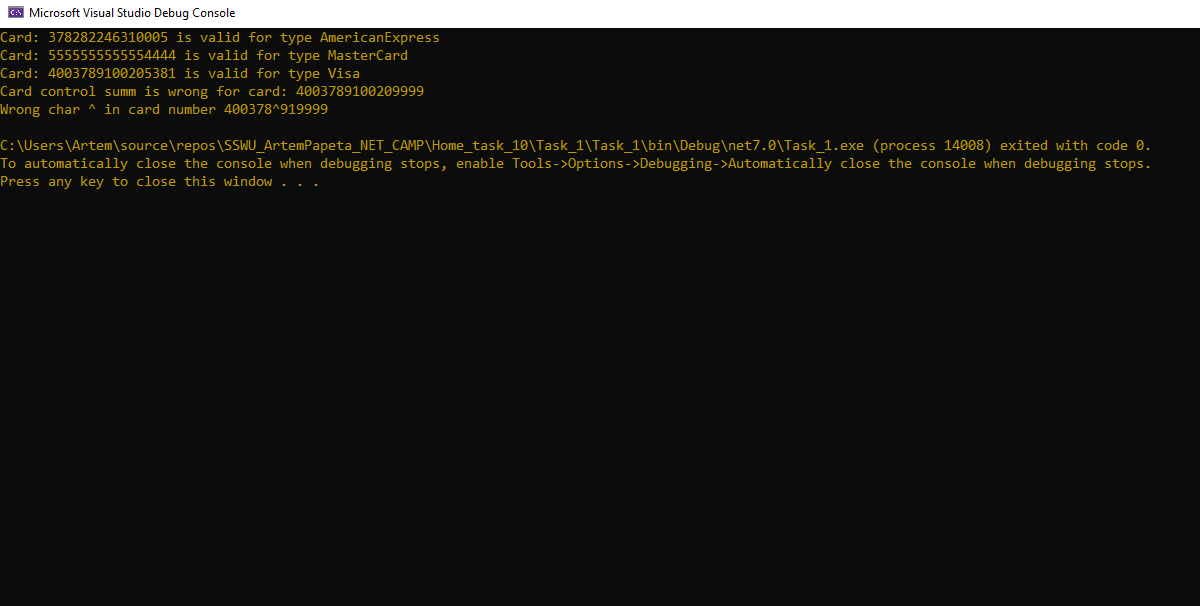 Microsoft Visual Studio Debug Console
Card: 378282246310005 is valid for type AmericanExpress
Card: 5555555555554444 is valid for type MasterCard
Card: 4003789100205381 is valid for type Visa
Card control summ is wrong for card: 4003789100209999
Wrong char ^ in card number 400378^919999
C:\Users\Artem\source\repos\SSWU_ArtemPapeta_NET_CAMP\Home_task_10\Task_1\Task_1\bin\Debug\net7.0\Task_1.exe (process 14008) exited with code 0.
To automatically close the console when debugging stops, enable Tools->Options->Debugging->Automatically close the console when debugging stops.
Press any key to close this window . . .